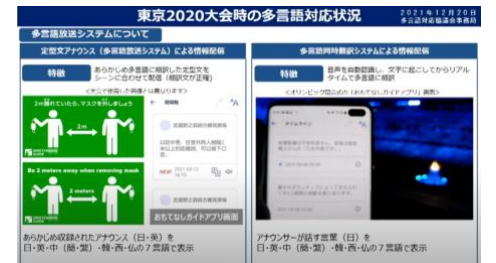 東京2020大会時の多言語対応状況
2021年12月20日
多言語対応協議会事務局
多言語放送システムについて
定型文アナウンス(多言語放送システム)による情報配信
特徴
あらかじめ多言語に翻訳した定型文を
シーンに合わせて配信(翻訳文が正確)
2m離れていたら、マスクを外しましょう
2m
Be 2 meters away when removing mask
2 meters
NEW
おもてなしガイドアプリ画面
あらかじめ収録されたアナウンス(日・英)を
日・英・中(簡・繁)・韓・西・仏の7言語で表示
多言語同時翻訳システムによる情報配信
特徴
音声を自動認識し、文字に起こしてからリアル
タイムで多言語に翻訳
タイムライン
アナウンサーが話す言葉(日)を
日・英・中(簡・繁)・韓・西・仏の7言語で表示